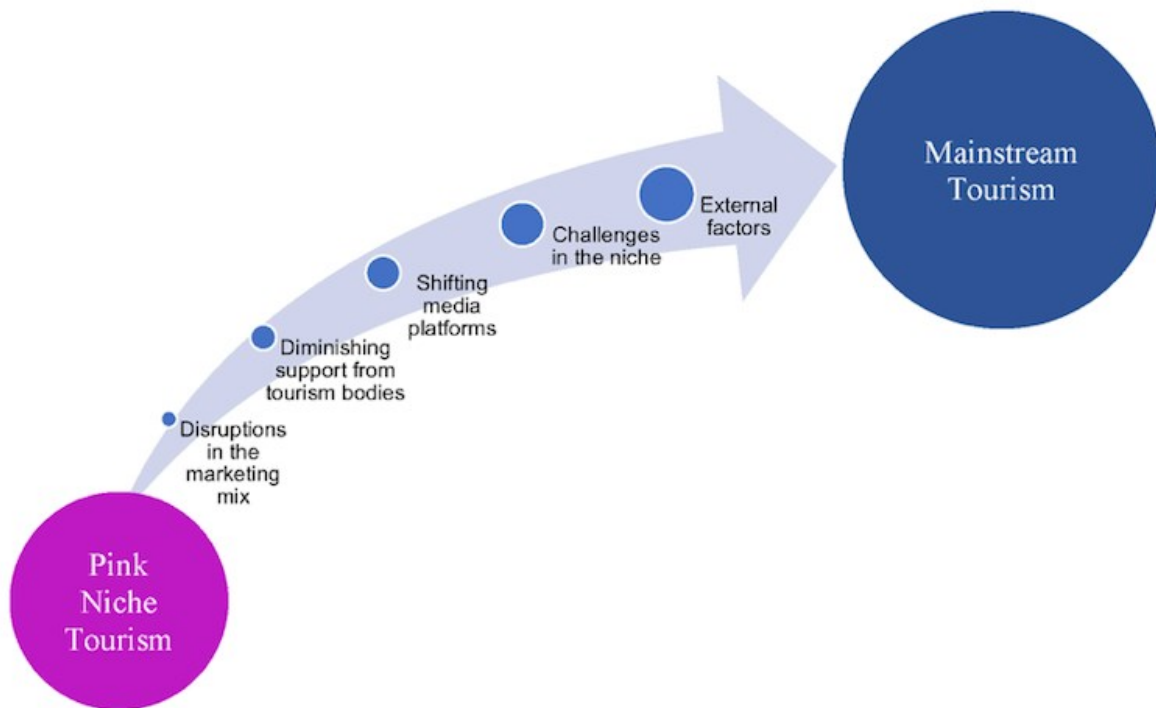 Mainstream
Tourism
External
factors
Challenges
in the niche
Shifting
media
platforms
Diminishing
support from
tourism bodies
Disruptions
in the
marketing
mix
Pink
Niche
Tourism